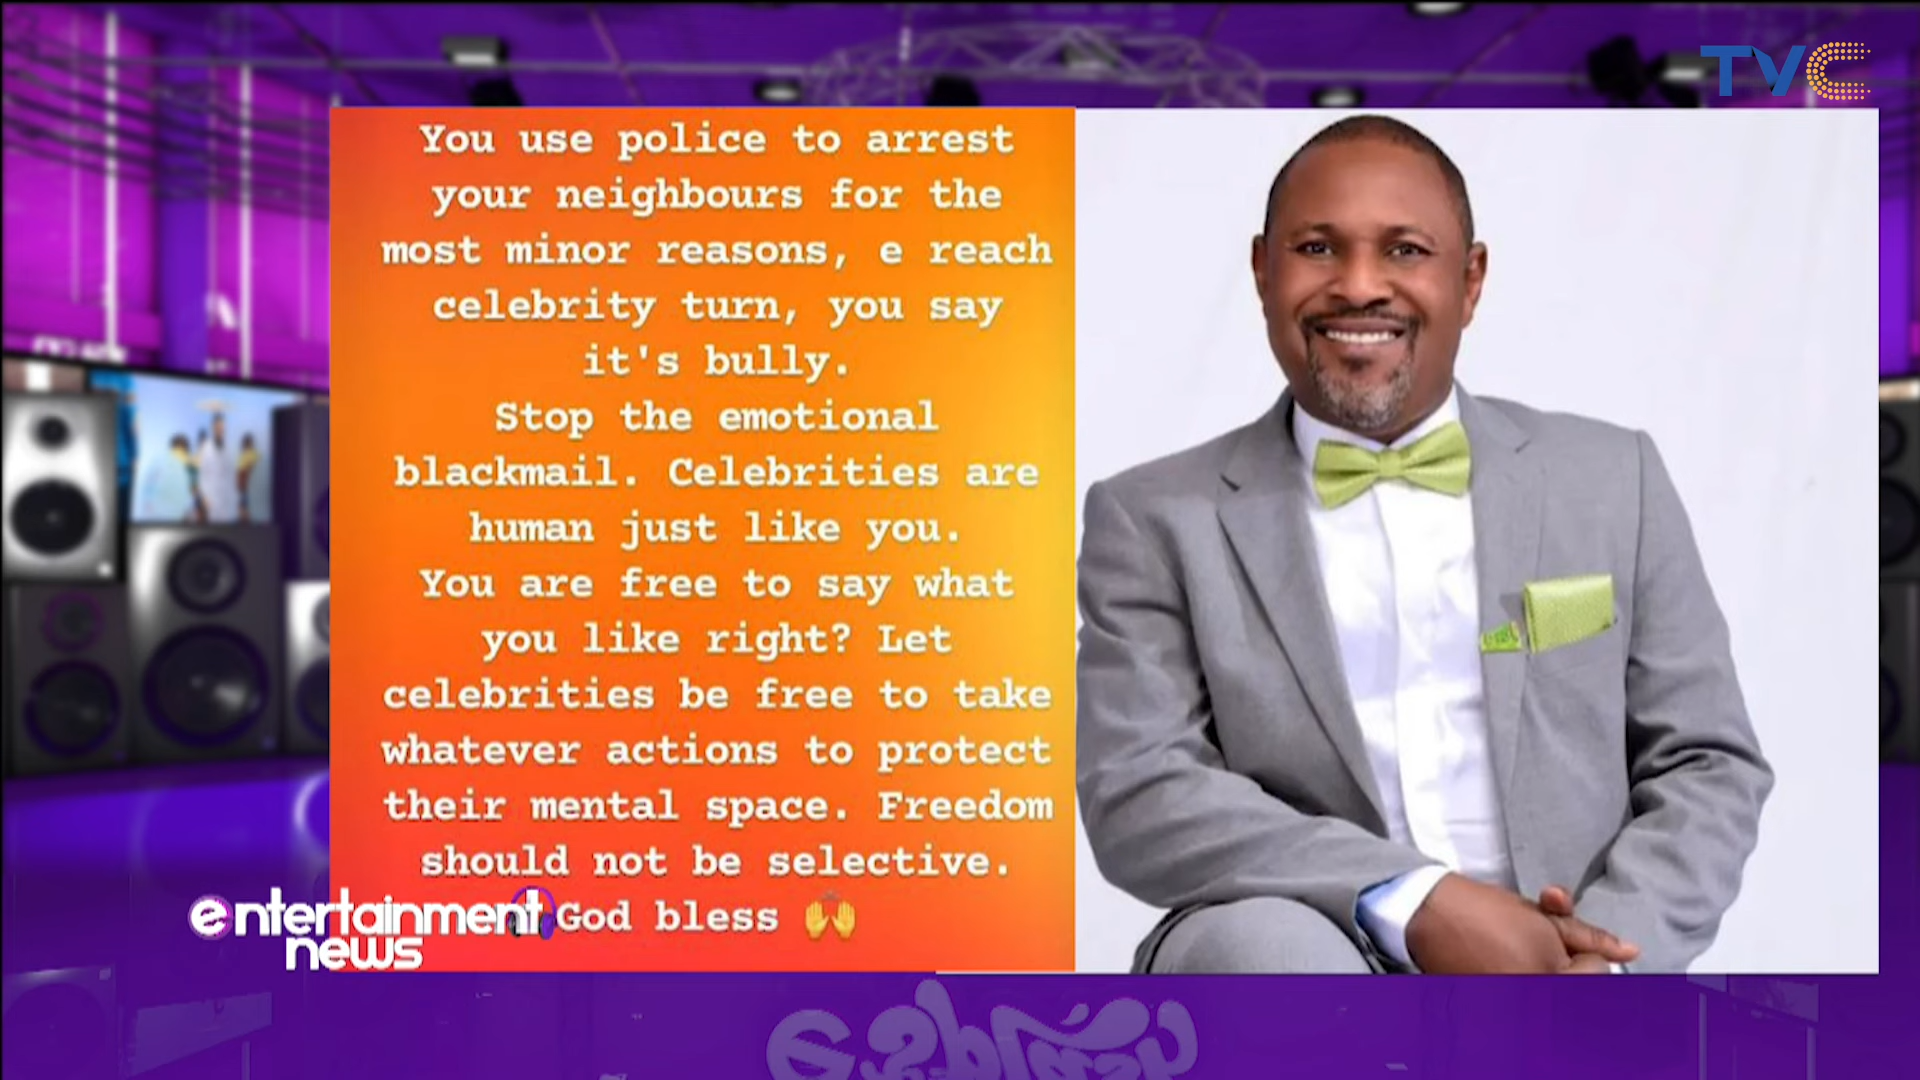 TVC
You use police to arrest
your neighbours for the
most minor reasons, e reach
celebrity turn, you say
it's bully.
Stop the emotional
blackmail. Celebrities are
human just like you.
You are free to say what
you like right? Let
celebrities be free to take
whatever actions to protect
their mental space. Freedom
should not be selective.
God bless 🙌
entertainment
news